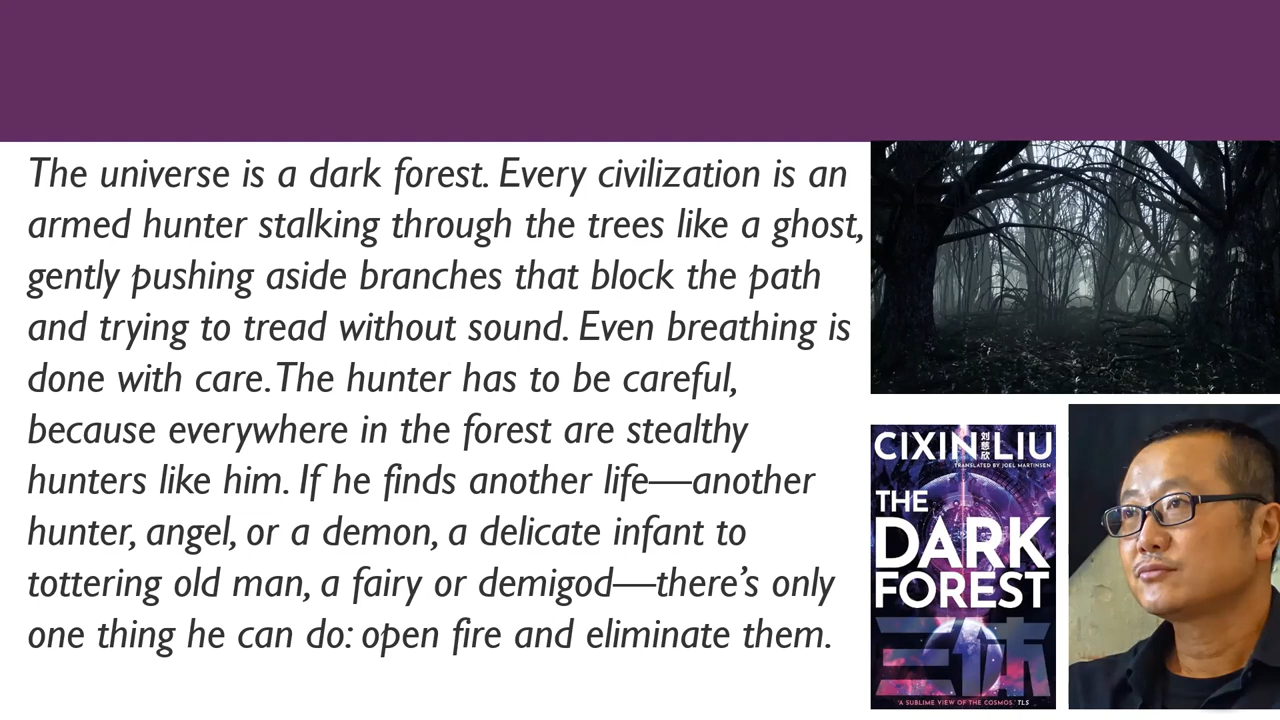 The universe is a dark forest. Every civilization is an
armed hunter stalking through the trees like a ghost,
gently pushing aside branches that block the path
and trying to tread without sound. Even breathing is
done with care. The hunter has to be careful,
because everywhere in the forest are stealthy
hunters like him. If he finds another life—another
hunter, angel, or a demon, a delicate infant to
tottering old man, a fairy or demigod—there’s only
one thing he can do: open fire and eliminate them.
CIXIN 刘慈欣 LIU
TRANSLATED BY JOEL MARTINSEN
THE
DARK
FOREST
三体
'A SUBLIME VIEW OF THE COSMOS.' TLS